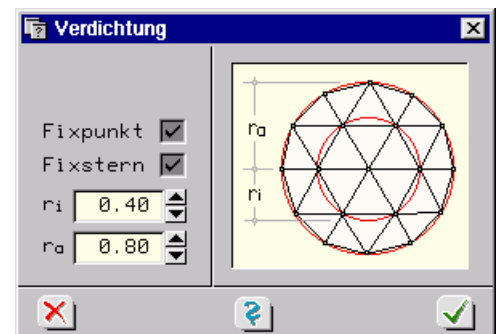 Verdichtung
Fixpunkt
Fixstern
ri 0.40
ra 0.80
ra
ri